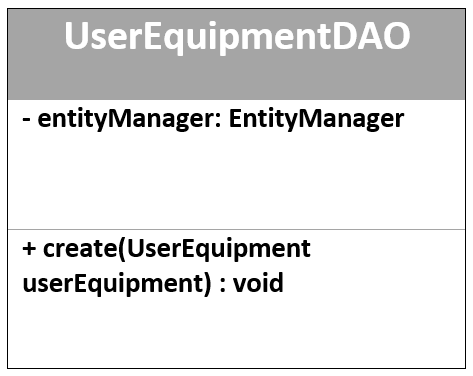 UserEquipmentDAO
- entityManager: EntityManager
+ create(UserEquipment
userEquipment) : void